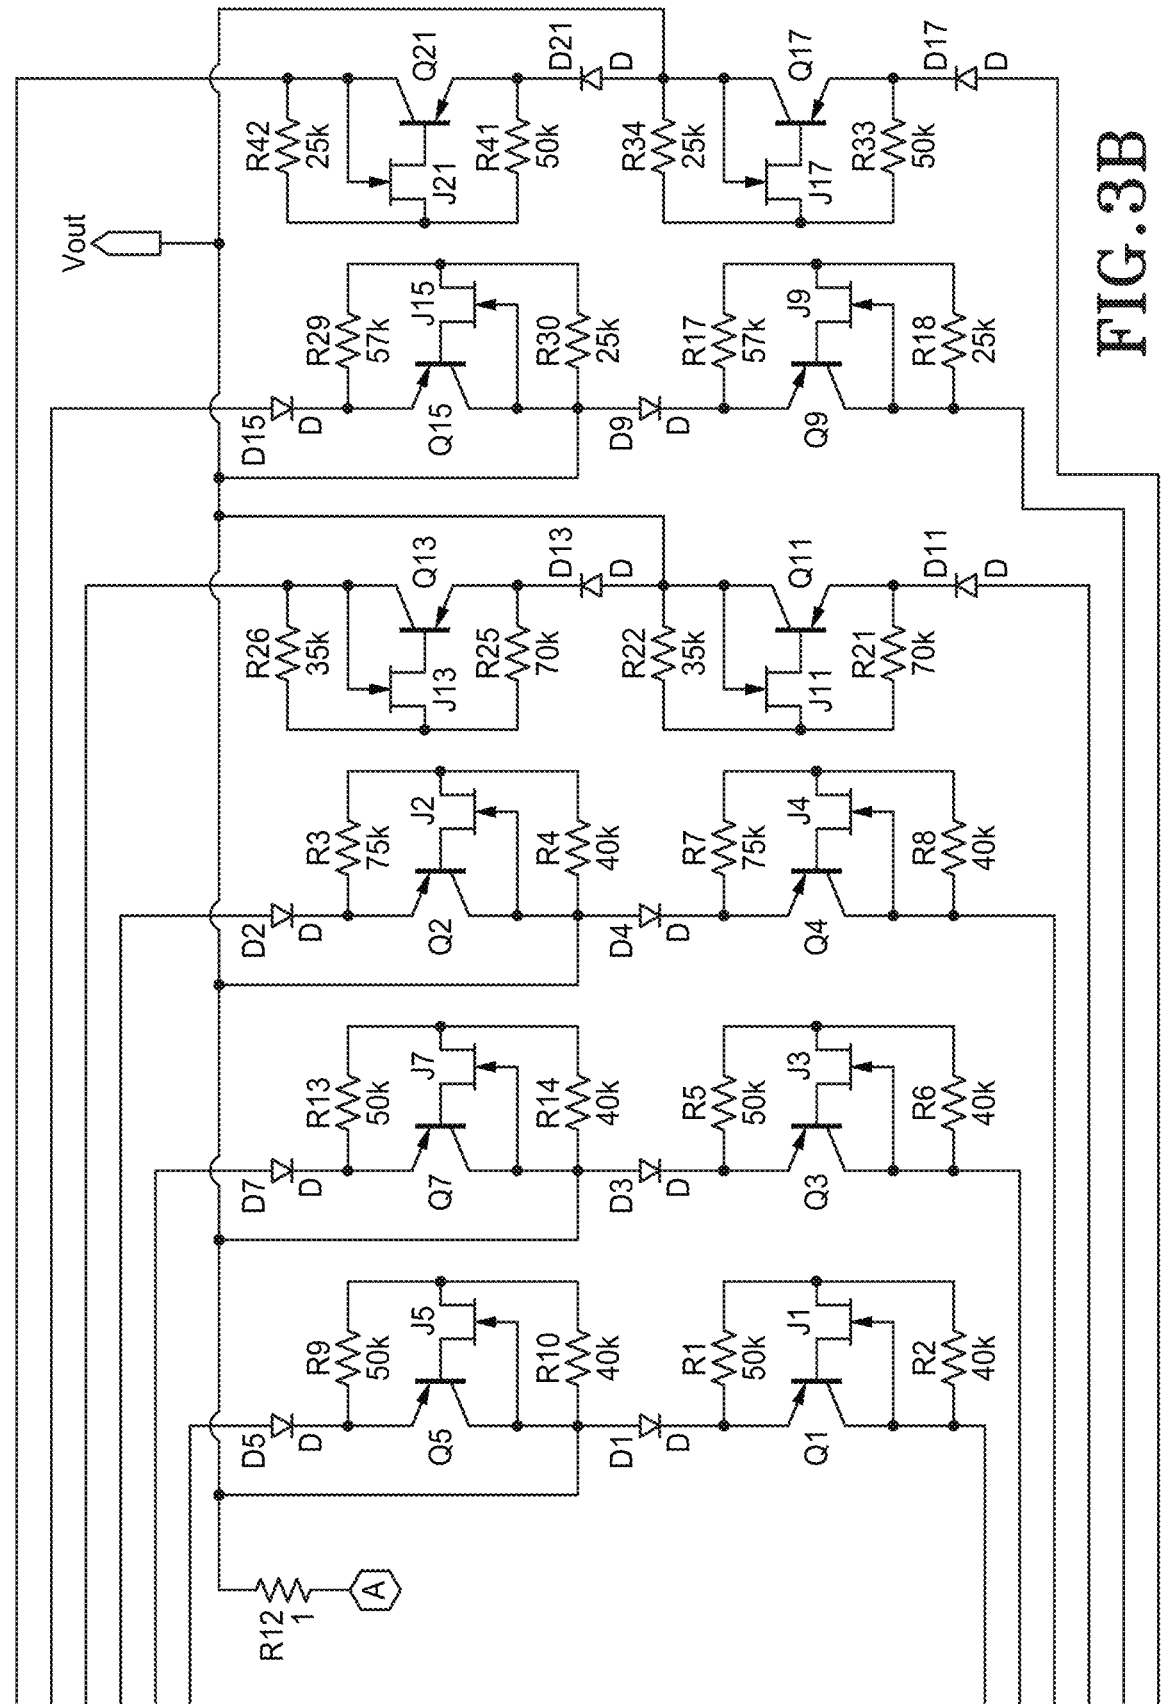 Vout
R42
25k
J21
Q21
R41
50k
D21
D
R34
25k
J17
Q17
R33
50k
D17
D
D15
D
R29
57k
J15
Q15
R30
25k
D9
D
R17
57k
J9
Q9
R18
25k
R26
35k
J13
Q13
R25
70k
D13
D
R22
35k
J11
Q11
R21
70k
D11
D
D2
D
R3
75k
J2
Q2
R4
40k
D4
D
R7
75k
J4
Q4
R8
40k
D7
D
R13
50k
J7
Q7
R14
40k
D3
D
R5
50k
J3
Q3
R6
40k
D5
D
R9
50k
J5
Q5
R10
40k
D1
D
R1
50k
J1
Q1
R2
40k
R12
1
A
FIG.3B